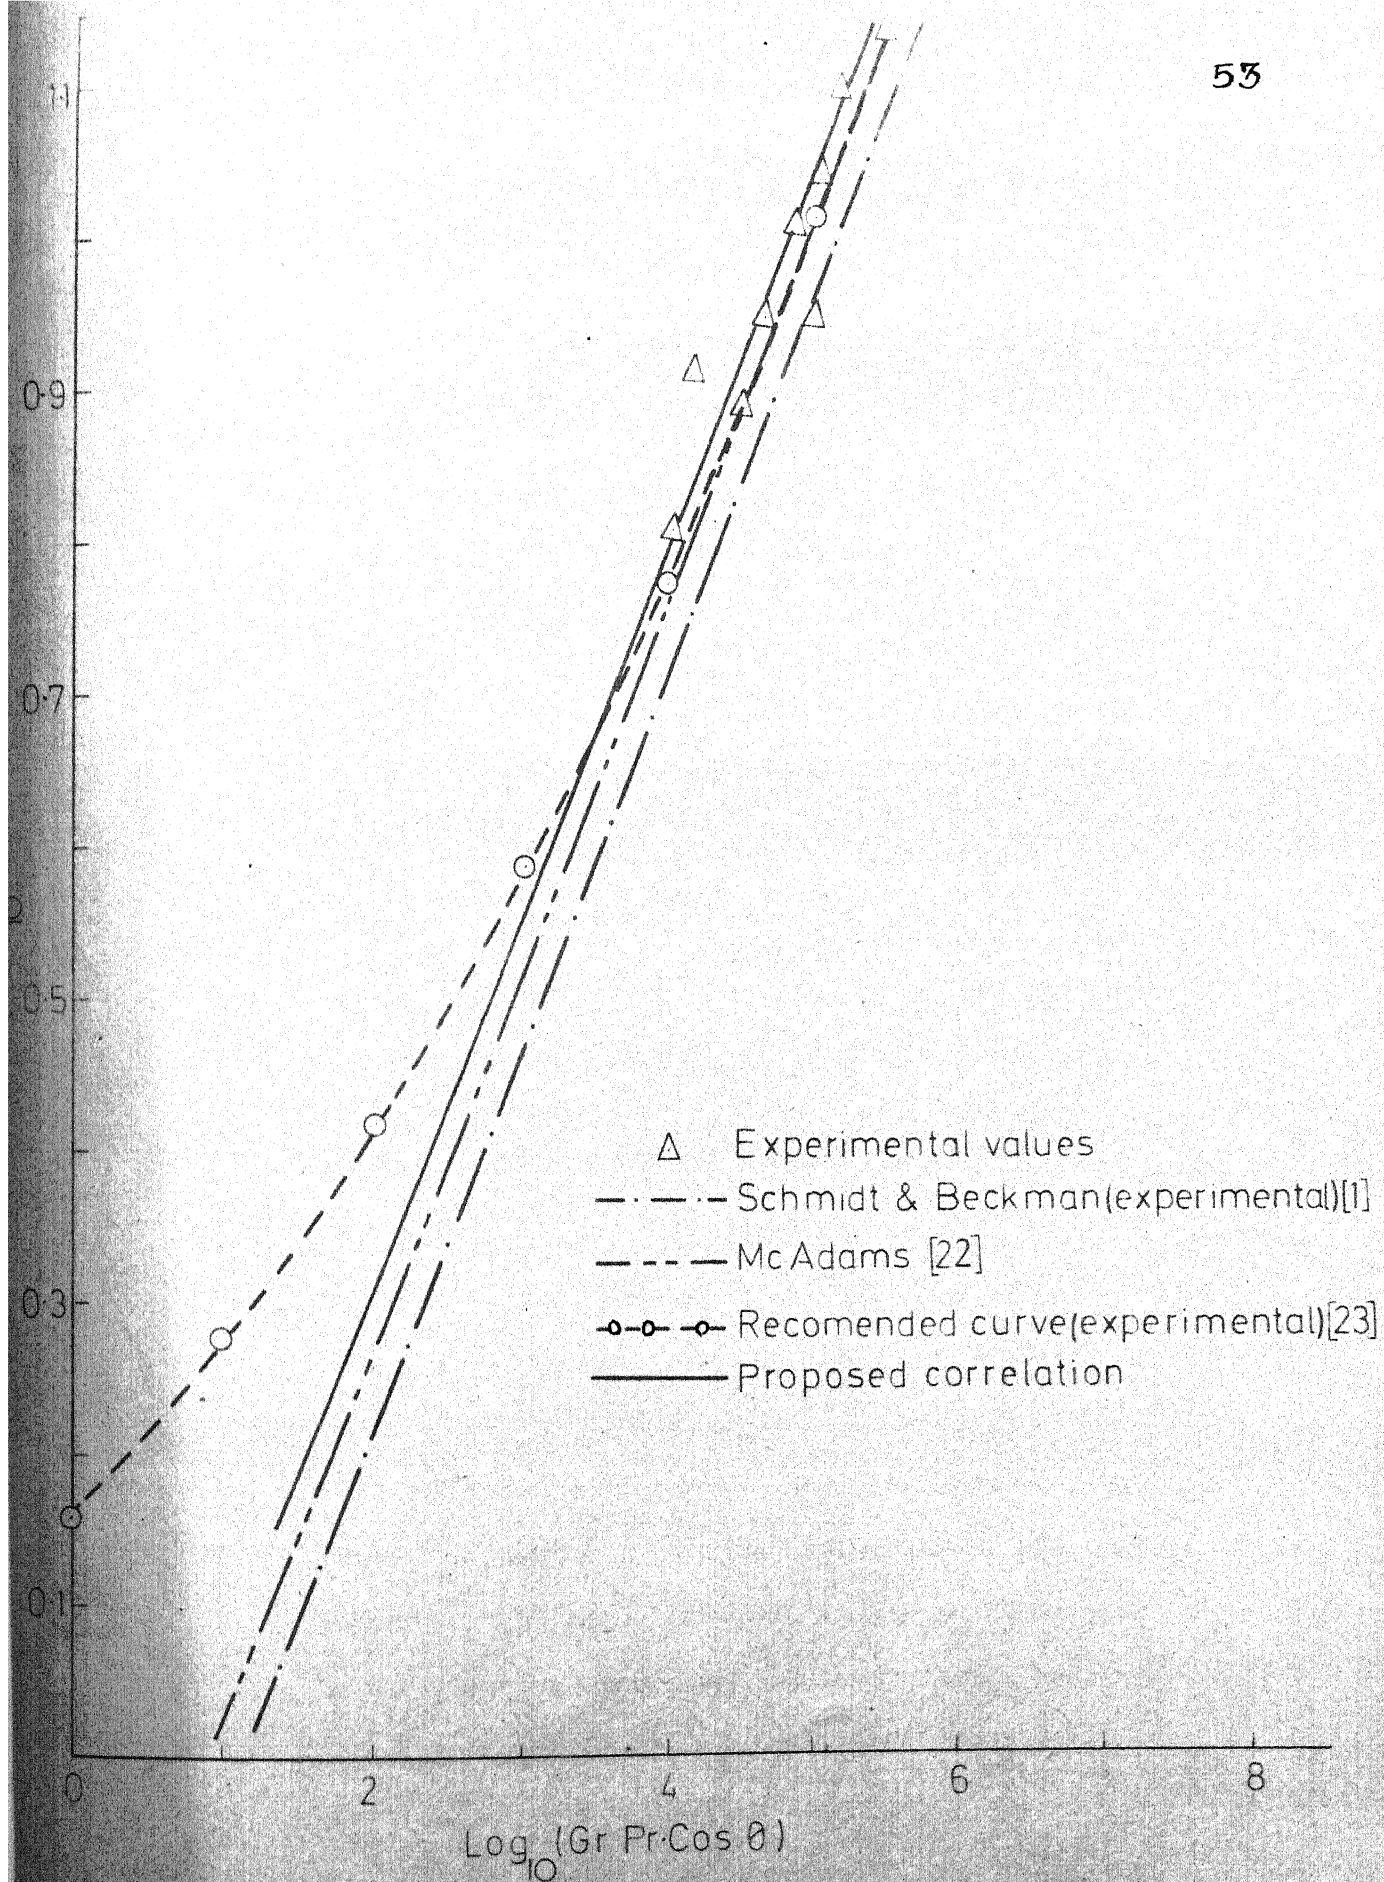 53
1.1
0.9
0.7
0.5
0.3
0.1
0 2 4 6 8
Log10(Gr Pr.Cos θ)
Experimental values
Schmidt & Beckman(experimental)[1]
Mc Adams [22]
Recomended curve(experimental)[23]
Proposed correlation